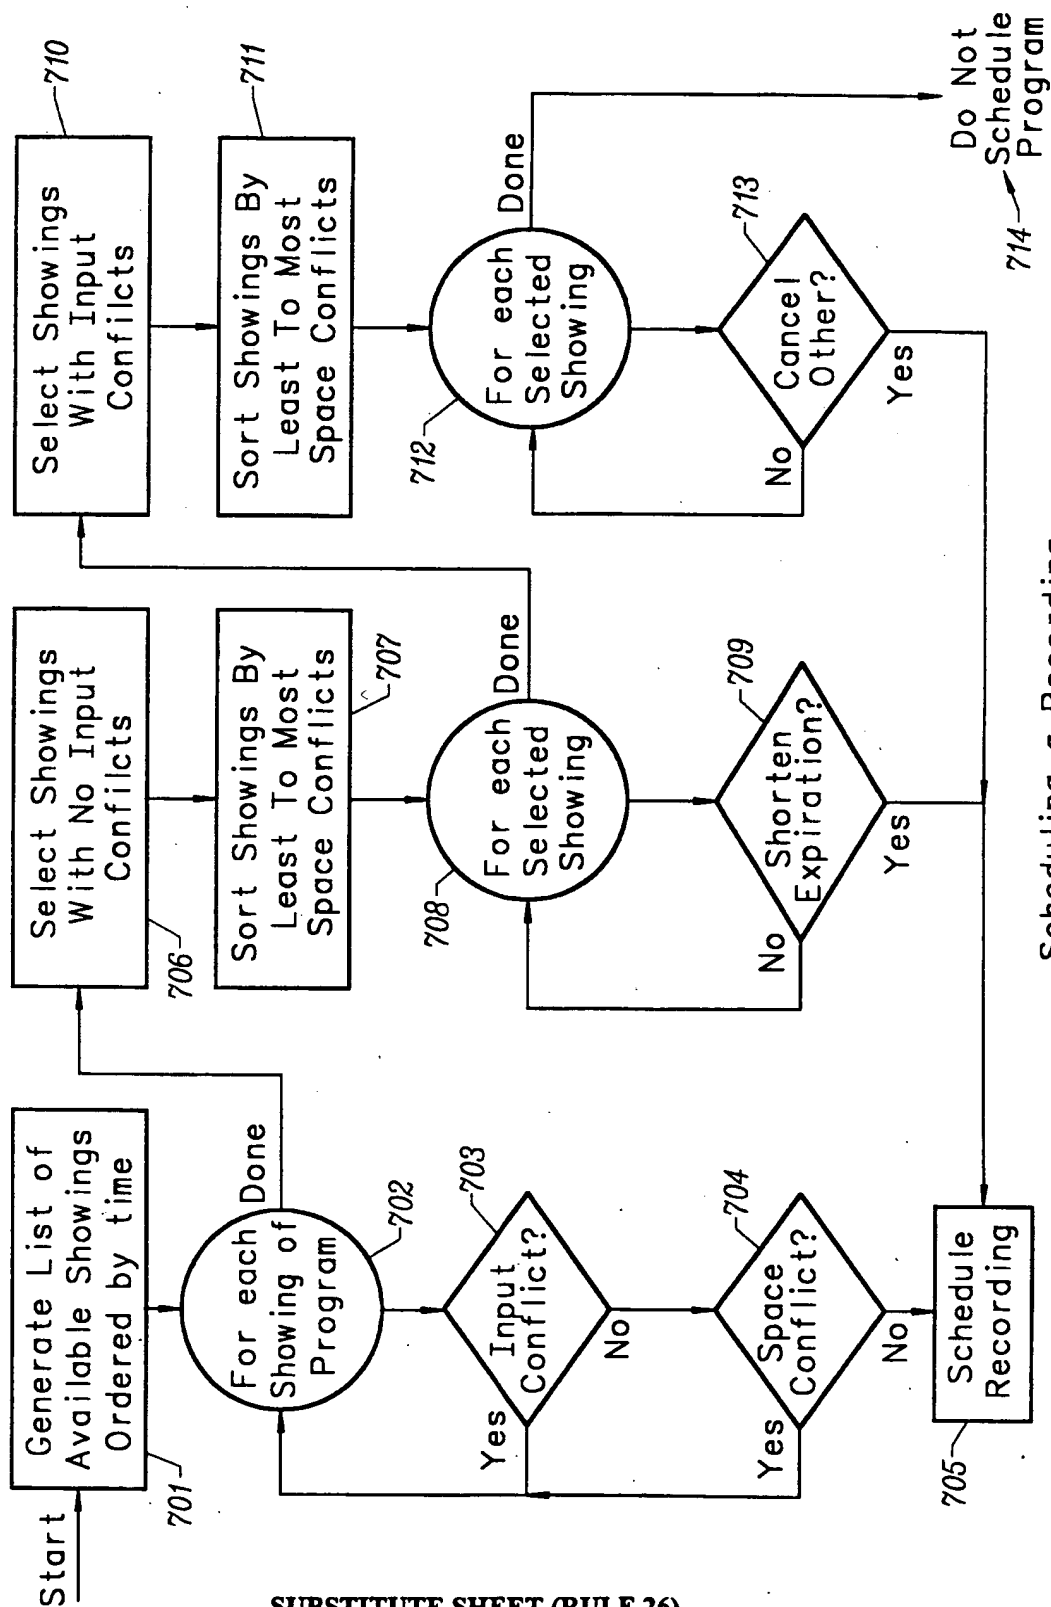 Start
Generate List of
Available Showings
Ordered by time
701
For each
Showing of
Program
702
Done
Input
Conflict?
703
Yes
No
Space
Conflict?
704
Yes
No
Schedule
Recording
705
Select Showings
With No Input
Confilcts
706
Sort Showings By
Least To Most
Space Conflicts
707
For each
Selected
Showing
708
Done
Shorten
Expiration?
709
No
Yes
Select Showings
With Input
Confilcts
710
Sort Showings By
Least To Most
Space Conflicts
711
For each
Selected
Showing
712
Done
Cancel
Other?
713
No
Yes
Do Not
Schedule
Program
714
Scheduling a Recording
SUBSTITUTE SHEET (RULE 26)